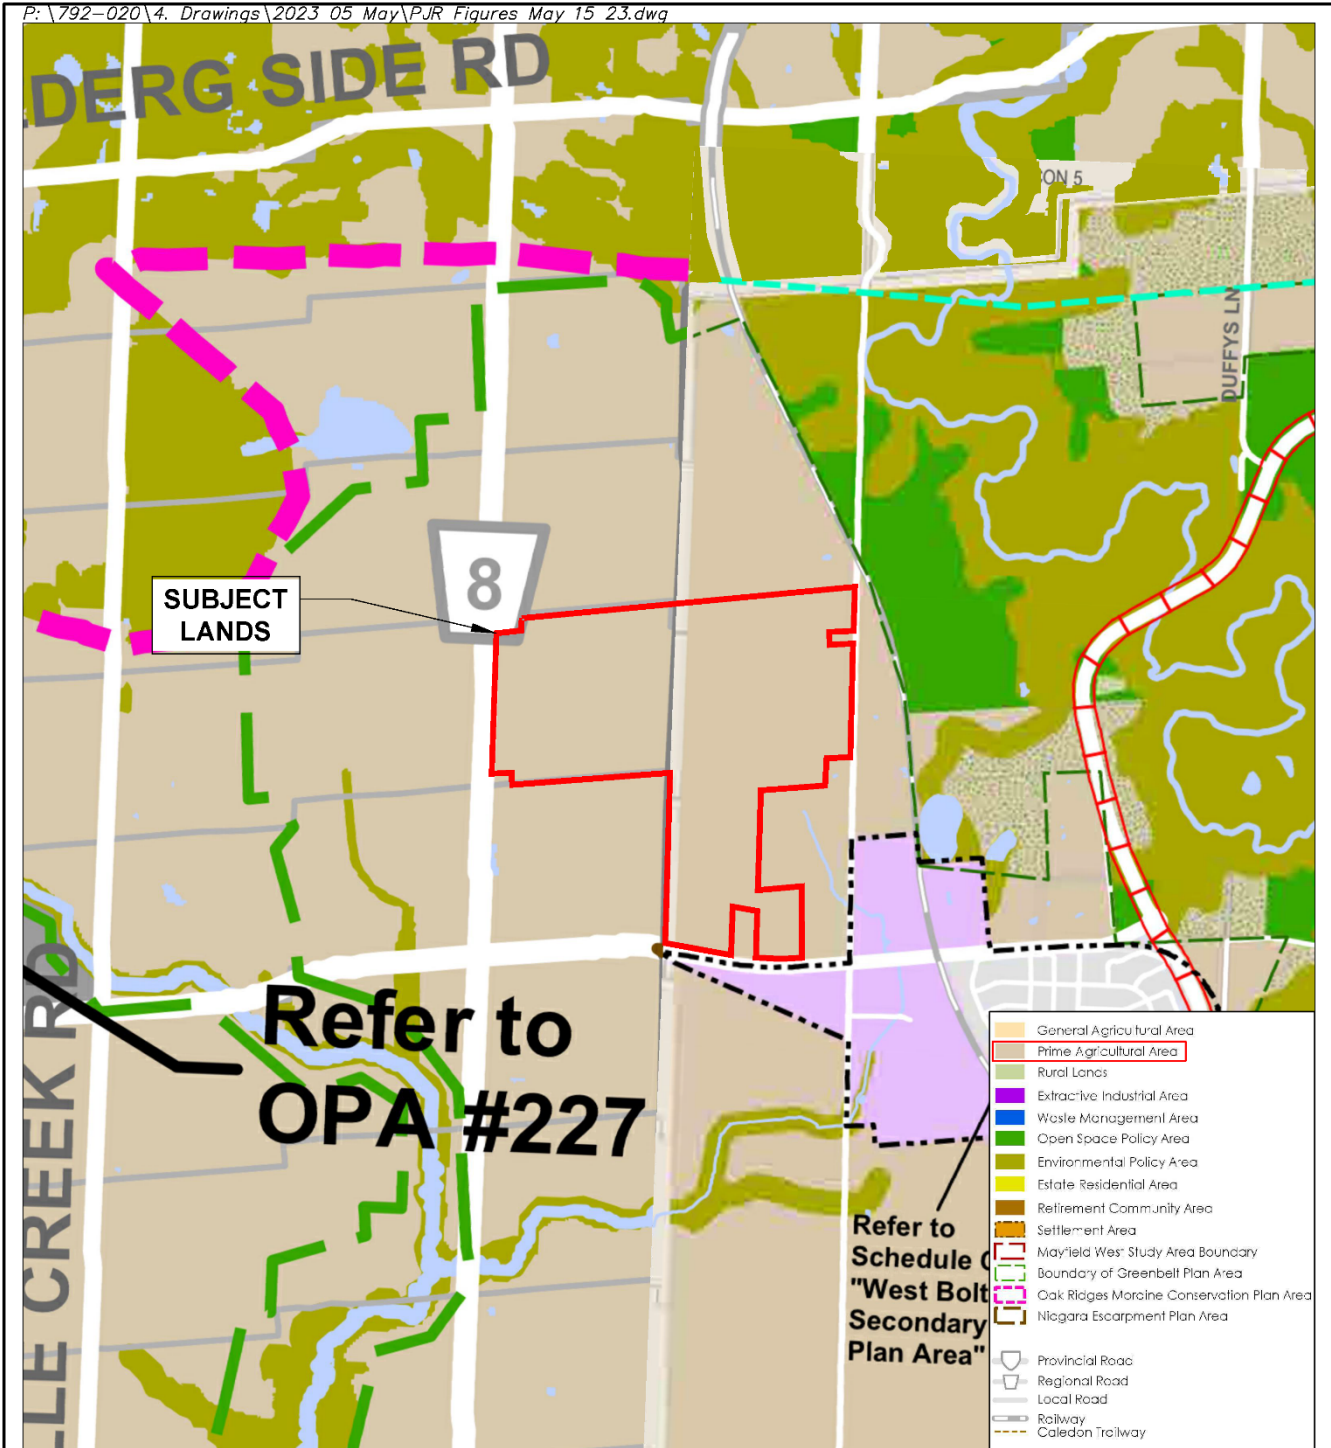 P:\792-020\4. Drawings\2023 05 May\PJR Figures May 15 23.dwg
DERG SIDE RD
CON 5
DUFFYS LN
8
SUBJECT
LANDS
LLE CREEK RD
Refer to
OPA #227
Refer to
Schedule C
"West Bolt
Secondary
Plan Area"
General Agricultural Area
Prime Agricultural Area
Rural Lands
Extractive Industrial Area
Waste Management Area
Open Space Policy Area
Environmental Policy Area
Estate Residential Area
Retirement Community Area
Settlement Area
Mayfield West Study Area Boundary
Boundary of Greenbelt Plan Area
Oak Ridges Moraine Conservation Plan Area
Niagara Escarpment Plan Area
Provincial Road
Regional Road
Local Road
Railway
Caledon Trailway